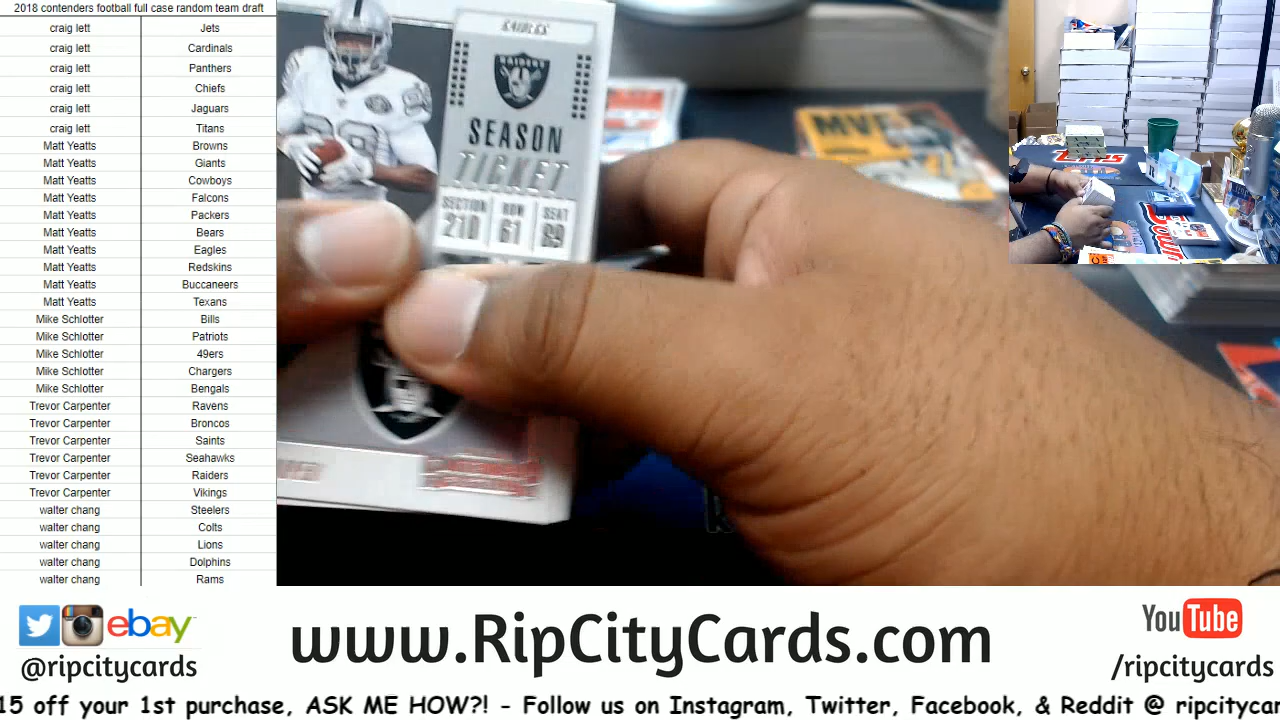 2018 contenders football full case random team draft
craig lett Jets
craig lett Cardinals
craig lett Panthers
craig lett Chiefs
craig lett Jaguars
craig lett Titans
Matt Yeatts Browns
Matt Yeatts Giants
Matt Yeatts Cowboys
Matt Yeatts Falcons
Matt Yeatts Packers
Matt Yeatts Bears
Matt Yeatts Eagles
Matt Yeatts Redskins
Matt Yeatts Buccaneers
Matt Yeatts Texans
Mike Schlotter Bills
Mike Schlotter Patriots
Mike Schlotter 49ers
Mike Schlotter Chargers
Mike Schlotter Bengals
Trevor Carpenter Ravens
Trevor Carpenter Broncos
Trevor Carpenter Saints
Trevor Carpenter Seahawks
Trevor Carpenter Raiders
Trevor Carpenter Vikings
walter chang Steelers
walter chang Colts
walter chang Lions
walter chang Dolphins
walter chang Rams
RAIDERS
RAIDERS
SEASON
TICKET
SECTION ROW SEAT
210 61 89
MVP
ebay
@ripcitycards
www.RipCityCards.com
YouTube
/ripcitycards
15 off your 1st purchase, ASK ME HOW?! - Follow us on Instagram, Twitter, Facebook, & Reddit @ ripcitycar